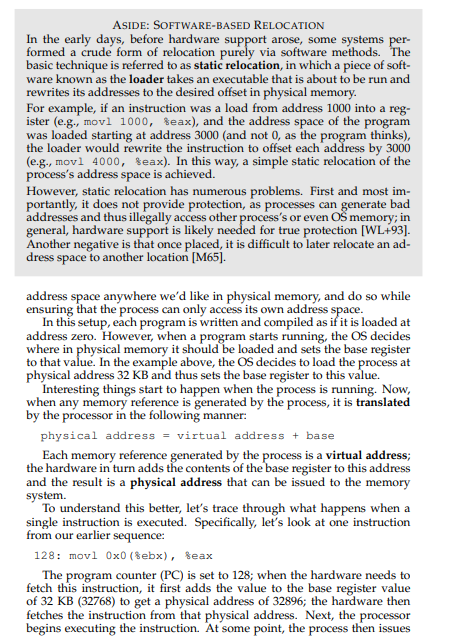 ASIDE: SOFTWARE-BASED RELOCATION
In the early days, before hardware support arose, some systems per-
formed a crude form of relocation purely via software methods. The
basic technique is referred to as static relocation, in which a piece of soft-
ware known as the loader takes an executable that is about to be run and
rewrites its addresses to the desired offset in physical memory.
For example, if an instruction was a load from address 1000 into a reg-
ister (e.g., movl 1000, %eax), and the address space of the program
was loaded starting at address 3000 (and not 0, as the program thinks),
the loader would rewrite the instruction to offset each address by 3000
(e.g., movl 4000, %eax). In this way, a simple static relocation of the
process's address space is achieved.
However, static relocation has numerous problems. First and most im-
portantly, it does not provide protection, as processes can generate bad
addresses and thus illegally access other process's or even OS memory; in
general, hardware support is likely needed for true protection [WL+93].
Another negative is that once placed, it is difficult to later relocate an ad-
dress space to another location [M65].
address space anywhere we'd like in physical memory, and do so while
ensuring that the process can only access its own address space.
In this setup, each program is written and compiled as if it is loaded at
address zero. However, when a program starts running, the OS decides
where in physical memory it should be loaded and sets the base register
to that value. In the example above, the OS decides to load the process at
physical address 32 KB and thus sets the base register to this value.
Interesting things start to happen when the process is running. Now,
when any memory reference is generated by the process, it is translated
by the processor in the following manner:
physical address = virtual address + base
Each memory reference generated by the process is a virtual address;
the hardware in turn adds the contents of the base register to this address
and the result is a physical address that can be issued to the memory
system.
To understand this better, let's trace through what happens when a
single instruction is executed. Specifically, let's look at one instruction
from our earlier sequence:
128: movl 0x0(%ebx), %eax
The program counter (PC) is set to 128; when the hardware needs to
fetch this instruction, it first adds the value to the base register value
of 32 KB (32768) to get a physical address of 32896; the hardware then
fetches the instruction from that physical address. Next, the processor
begins executing the instruction. At some point, the process then issues